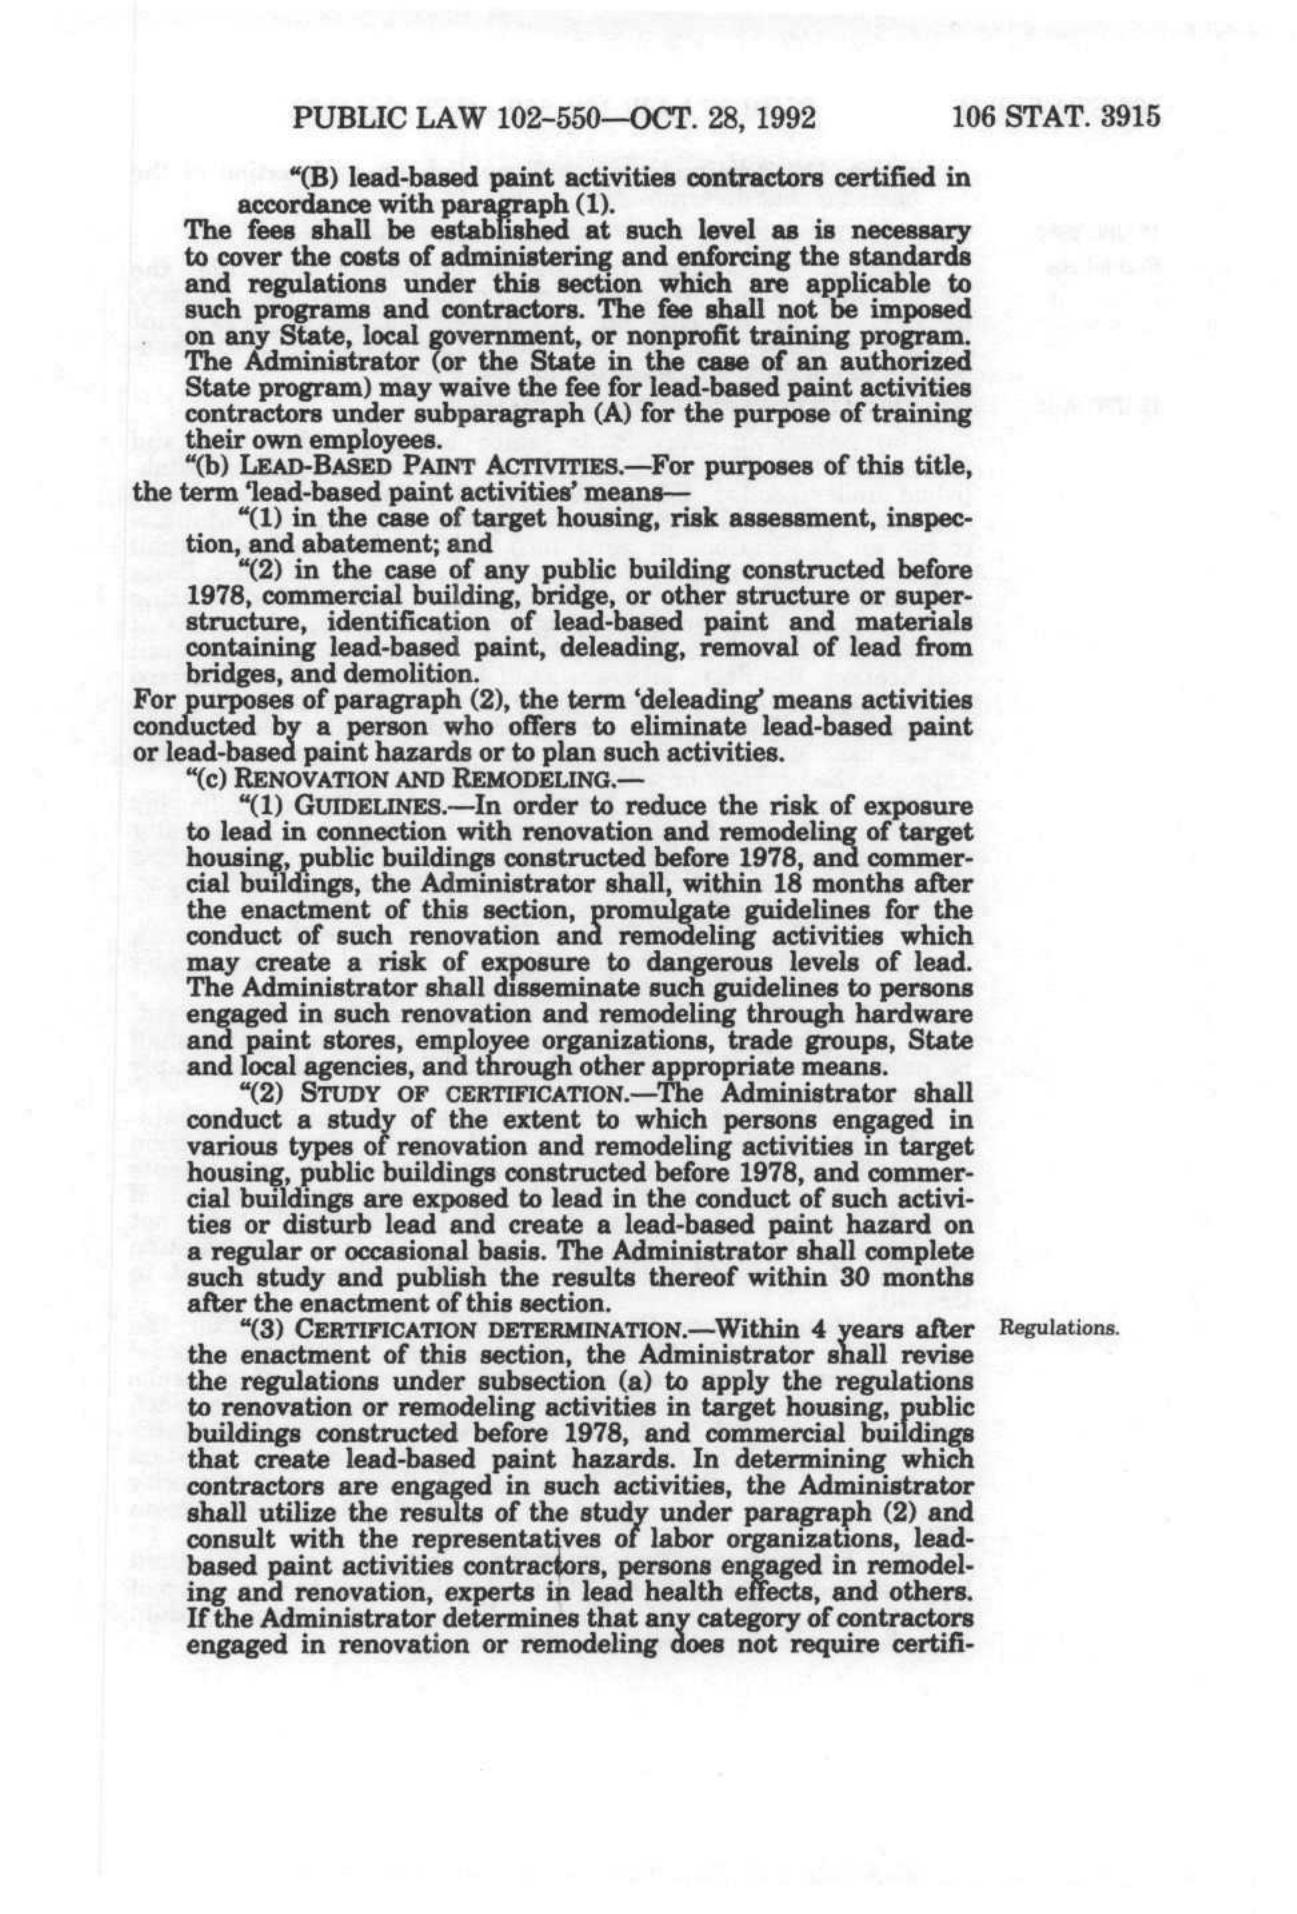 PUBLIC LAW 102–550—OCT. 28, 1992 106 STAT. 3915
“(B) lead-based paint activities contractors certified in
accordance with paragraph (1).
The fees shall be established at such level as is necessary
to cover the costs of administering and enforcing the standards
and regulations under this section which are applicable to
such programs and contractors. The fee shall not be imposed
on any State, local government, or nonprofit training program.
The Administrator (or the State in the case of an authorized
State program) may waive the fee for lead-based paint activities
contractors under subparagraph (A) for the purpose of training
their own employees.
“(b) LEAD-BASED PAINT ACTIVITIES.—For purposes of this title,
the term ‘lead-based paint activities’ means—
“(1) in the case of target housing, risk assessment, inspec-
tion, and abatement; and
“(2) in the case of any public building constructed before
1978, commercial building, bridge, or other structure or super-
structure, identification of lead-based paint and materials
containing lead-based paint, deleading, removal of lead from
bridges, and demolition.
For purposes of paragraph (2), the term ‘deleading’ means activities
conducted by a person who offers to eliminate lead-based paint
or lead-based paint hazards or to plan such activities.
“(c) RENOVATION AND REMODELING.—
“(1) GUIDELINES.—In order to reduce the risk of exposure
to lead in connection with renovation and remodeling of target
housing, public buildings constructed before 1978, and commer-
cial buildings, the Administrator shall, within 18 months after
the enactment of this section, promulgate guidelines for the
conduct of such renovation and remodeling activities which
may create a risk of exposure to dangerous levels of lead.
The Administrator shall disseminate such guidelines to persons
engaged in such renovation and remodeling through hardware
and paint stores, employee organizations, trade groups, State
and local agencies, and through other appropriate means.
“(2) STUDY OF CERTIFICATION.—The Administrator shall
conduct a study of the extent to which persons engaged in
various types of renovation and remodeling activities in target
housing, public buildings constructed before 1978, and commer-
cial buildings are exposed to lead in the conduct of such activi-
ties or disturb lead and create a lead-based paint hazard on
a regular or occasional basis. The Administrator shall complete
such study and publish the results thereof within 30 months
after the enactment of this section.
“(3) CERTIFICATION DETERMINATION.—Within 4 years after Regulations.
the enactment of this section, the Administrator shall revise
the regulations under subsection (a) to apply the regulations
to renovation or remodeling activities in target housing, public
buildings constructed before 1978, and commercial buildings
that create lead-based paint hazards. In determining which
contractors are engaged in such activities, the Administrator
shall utilize the results of the study under paragraph (2) and
consult with the representatives of labor organizations, lead-
based paint activities contractors, persons engaged in remodel-
ing and renovation, experts in lead health effects, and others.
If the Administrator determines that any category of contractors
engaged in renovation or remodeling does not require certifi-